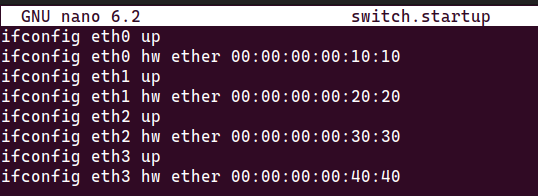 GNU nano 6.2 switch.startup
ifconfig eth0 up
ifconfig eth0 hw ether 00:00:00:00:10:10
ifconfig eth1 up
ifconfig eth1 hw ether 00:00:00:00:20:20
ifconfig eth2 up
ifconfig eth2 hw ether 00:00:00:00:30:30
ifconfig eth3 up
ifconfig eth3 hw ether 00:00:00:00:40:40